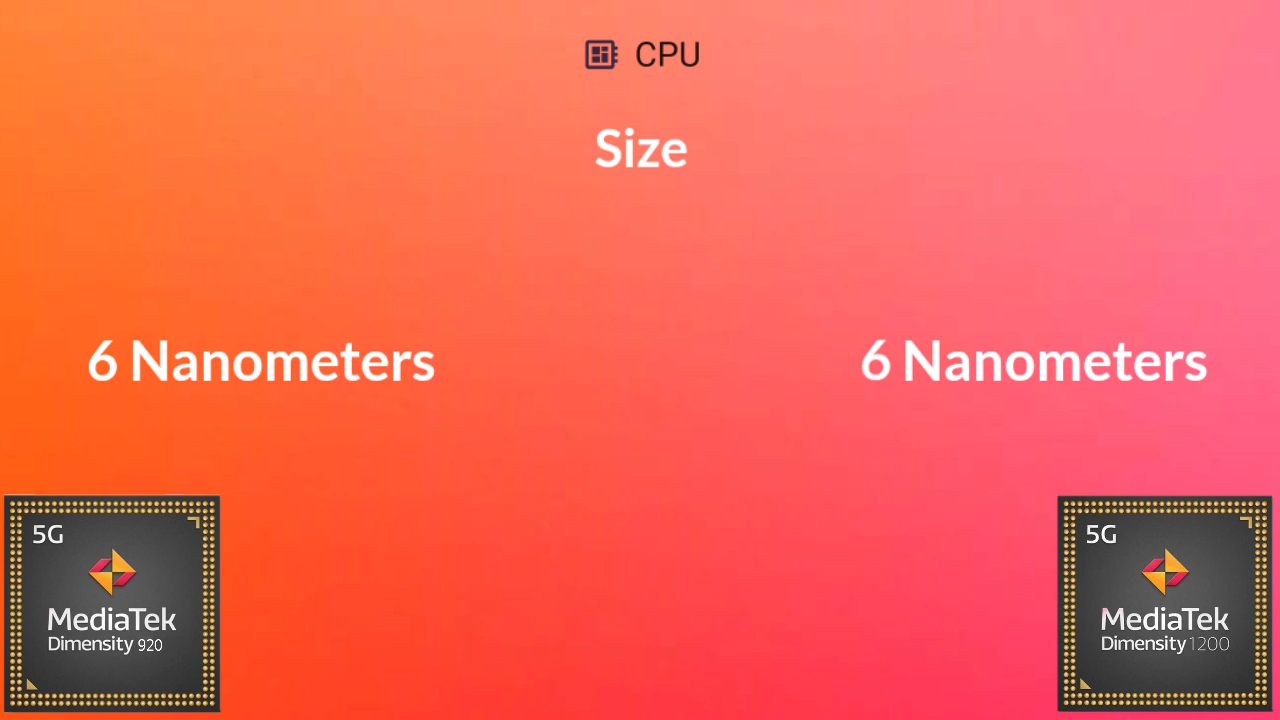 CPU
Size
6 Nanometers
6 Nanometers
5G
MediaTek
Dimensity 920
5G
MediaTek
Dimensity 1200